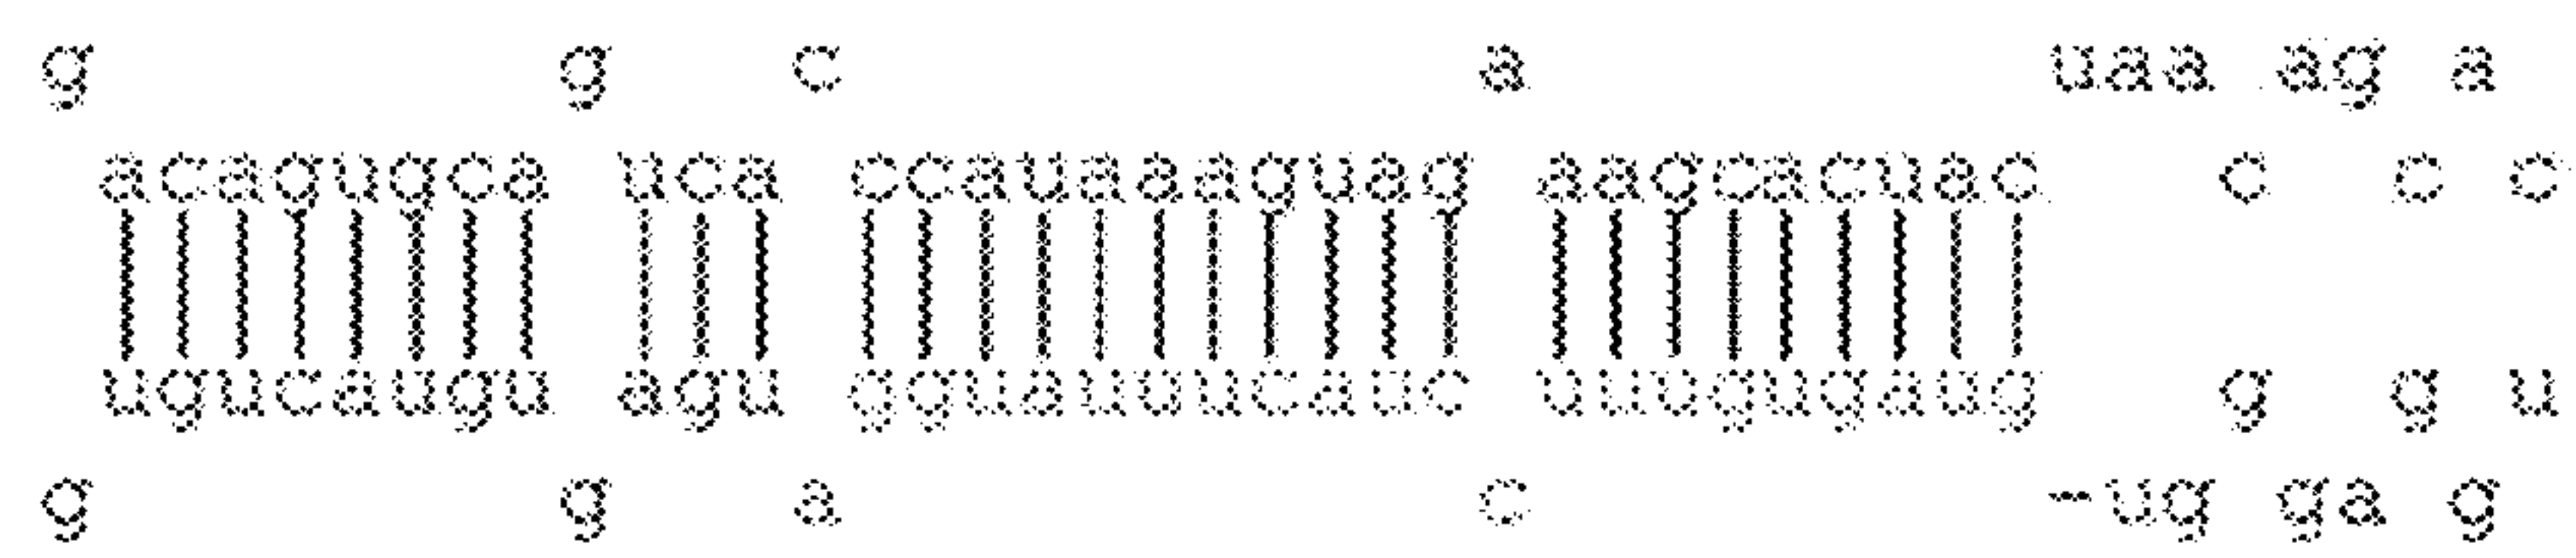 g g c a uaa ag a
acagugca uca ccauaaaguag aagcacuac c c c
ugucaugu agu gguauuucauc uuugugaug g g u
g g a c -ug ga g